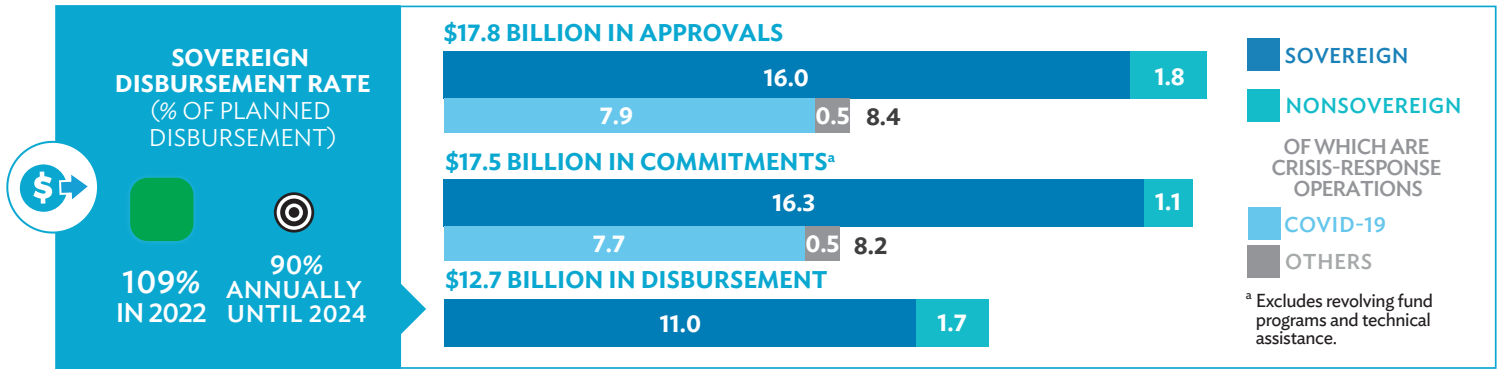 SOVEREIGN
DISBURSEMENT RATE
(% OF PLANNED
DISBURSEMENT)
$
109%
IN 2022
90%
ANNUALLY
UNTIL 2024
$17.8 BILLION IN APPROVALS
16.0 1.8
7.9 0.5 8.4
$17.5 BILLION IN COMMITMENTSᵃ
16.3 1.1
7.7 0.5 8.2
$12.7 BILLION IN DISBURSEMENT
11.0 1.7
SOVEREIGN
NONSOVEREIGN
OF WHICH ARE
CRISIS-RESPONSE
OPERATIONS
COVID-19
OTHERS
ᵃ Excludes revolving fund
programs and technical
assistance.